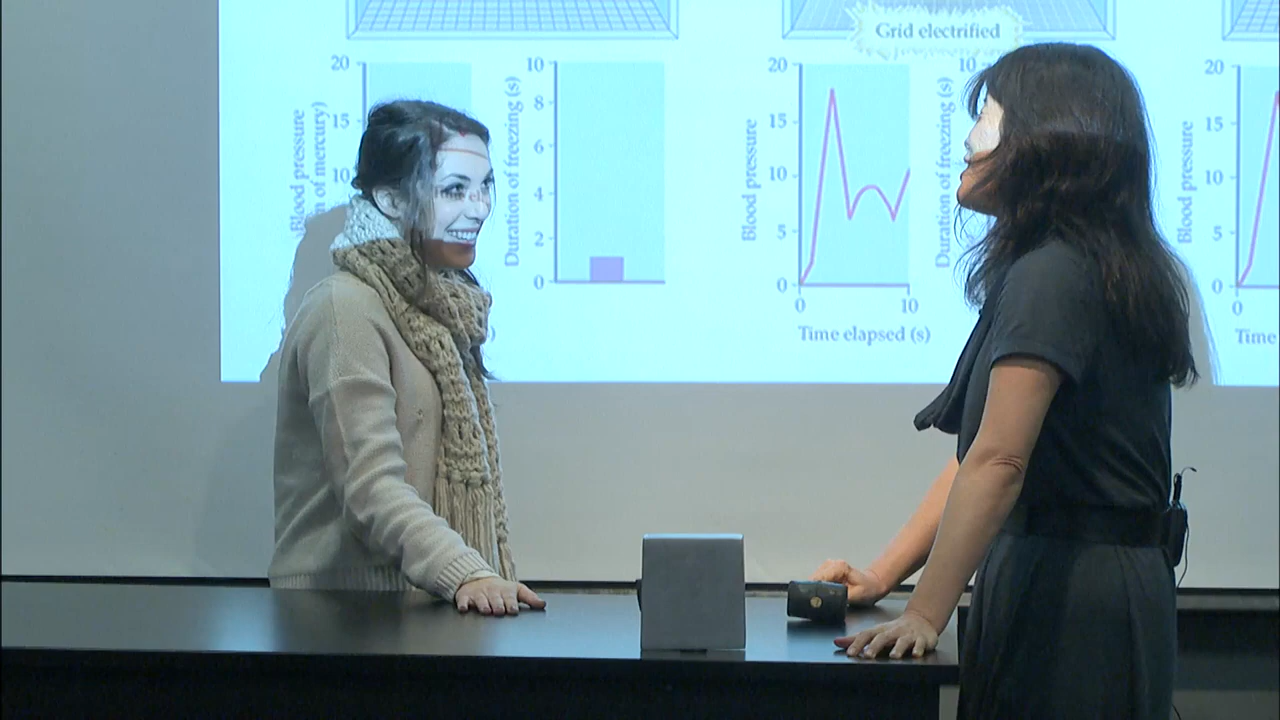 Grid electrified
20
15
10
Blood pressure
of mercury)
10
8
6
4
2
0
Duration of freezing (s)
20
15
10
5
0
Blood pressure
0
10
Time elapsed (s)
10
Duration of freezing (s)
20
15
10
5
0
Blood pressure
0
Time